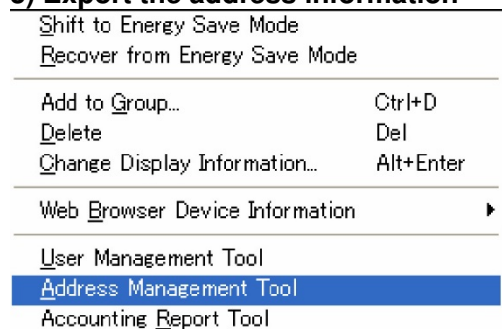 3) Export the address information
Shift to Energy Save Mode
Recover from Energy Save Mode
Add to Group... Ctrl+D
Delete Del
Change Display Information... Alt+Enter
Web Browser Device Information
User Management Tool
Address Management Tool
Accounting Report Tool